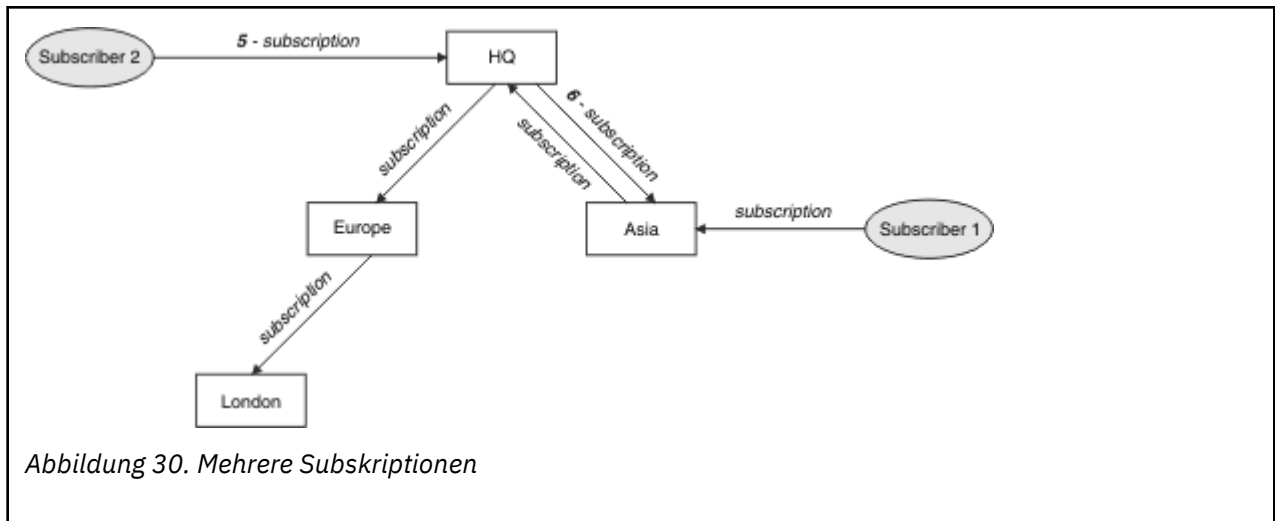 Subscriber 2
5 - subscription
HQ
subscription
subscription
6 - subscription
Europe
Asia
subscription
Subscriber 1
subscription
London
Abbildung 30. Mehrere Subskriptionen